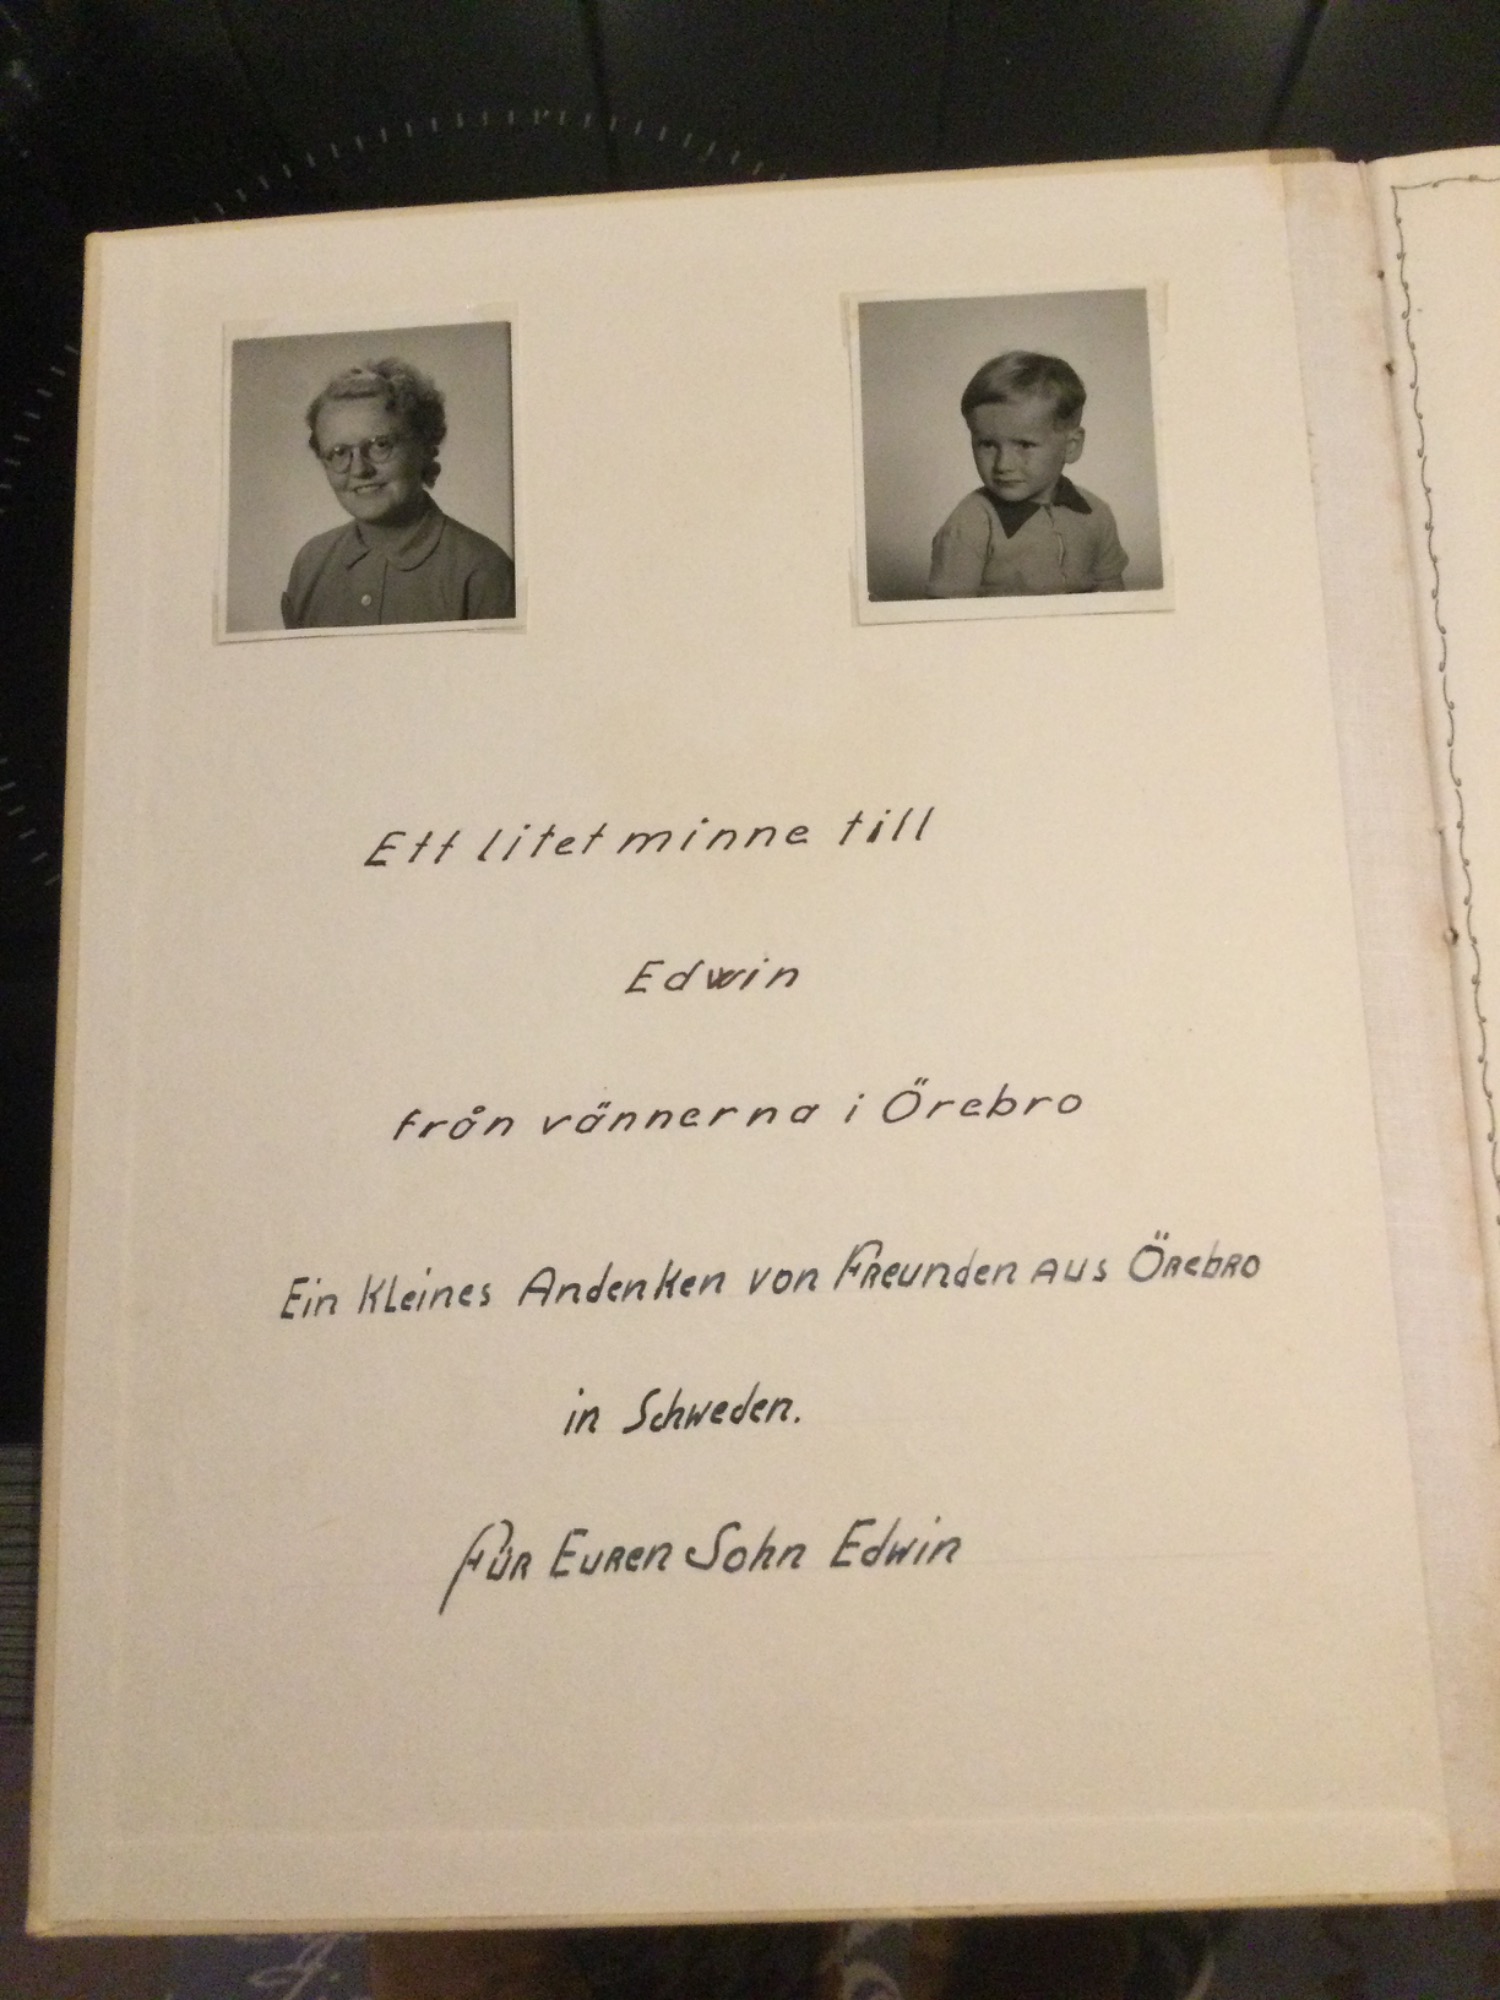 Ett litet minne till
Edwin
från vännerna i Örebro
Ein kleines Andenken von Freunden aus Örebro
in Schweden.
Für Euren Sohn Edwin